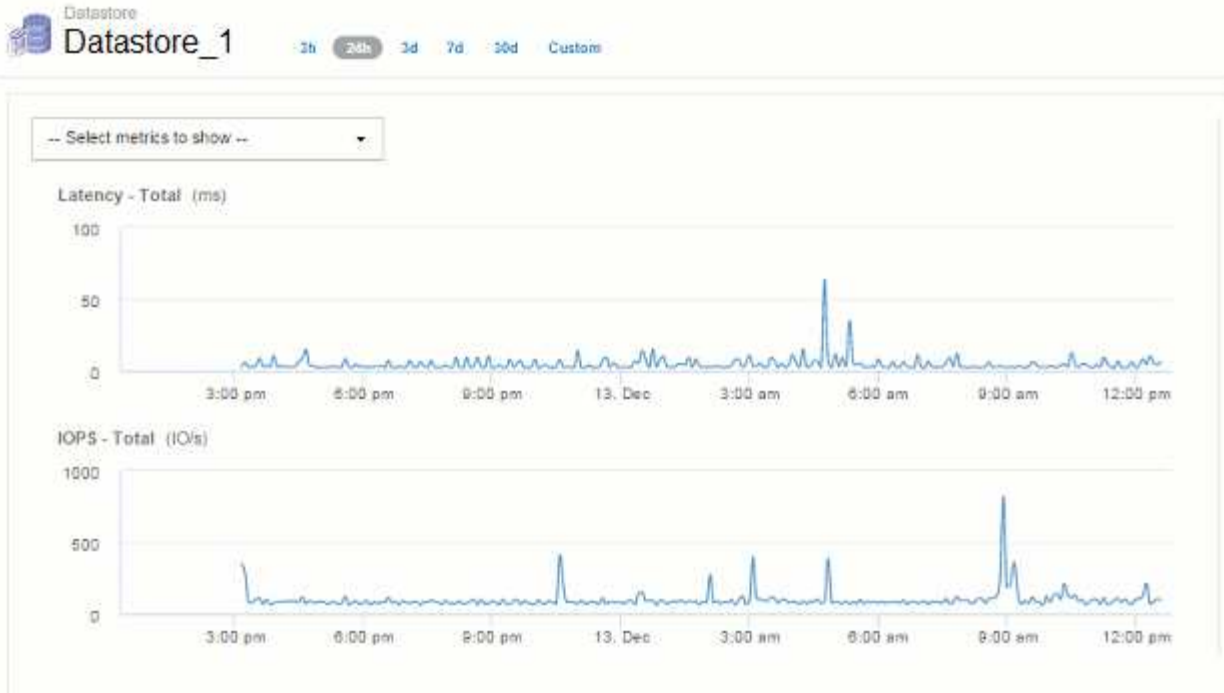 Datastore
Datastore_1
3h 24h 3d 7d 30d Custom
-- Select metrics to show --
Latency - Total (ms)
100
50
0
3:00 pm 6:00 pm 9:00 pm 13. Dec 3:00 am 6:00 am 9:00 am 12:00 pm
IOPS - Total (IO/s)
1000
500
0
3:00 pm 6:00 pm 9:00 pm 13. Dec 3:00 am 6:00 am 9:00 am 12:00 pm